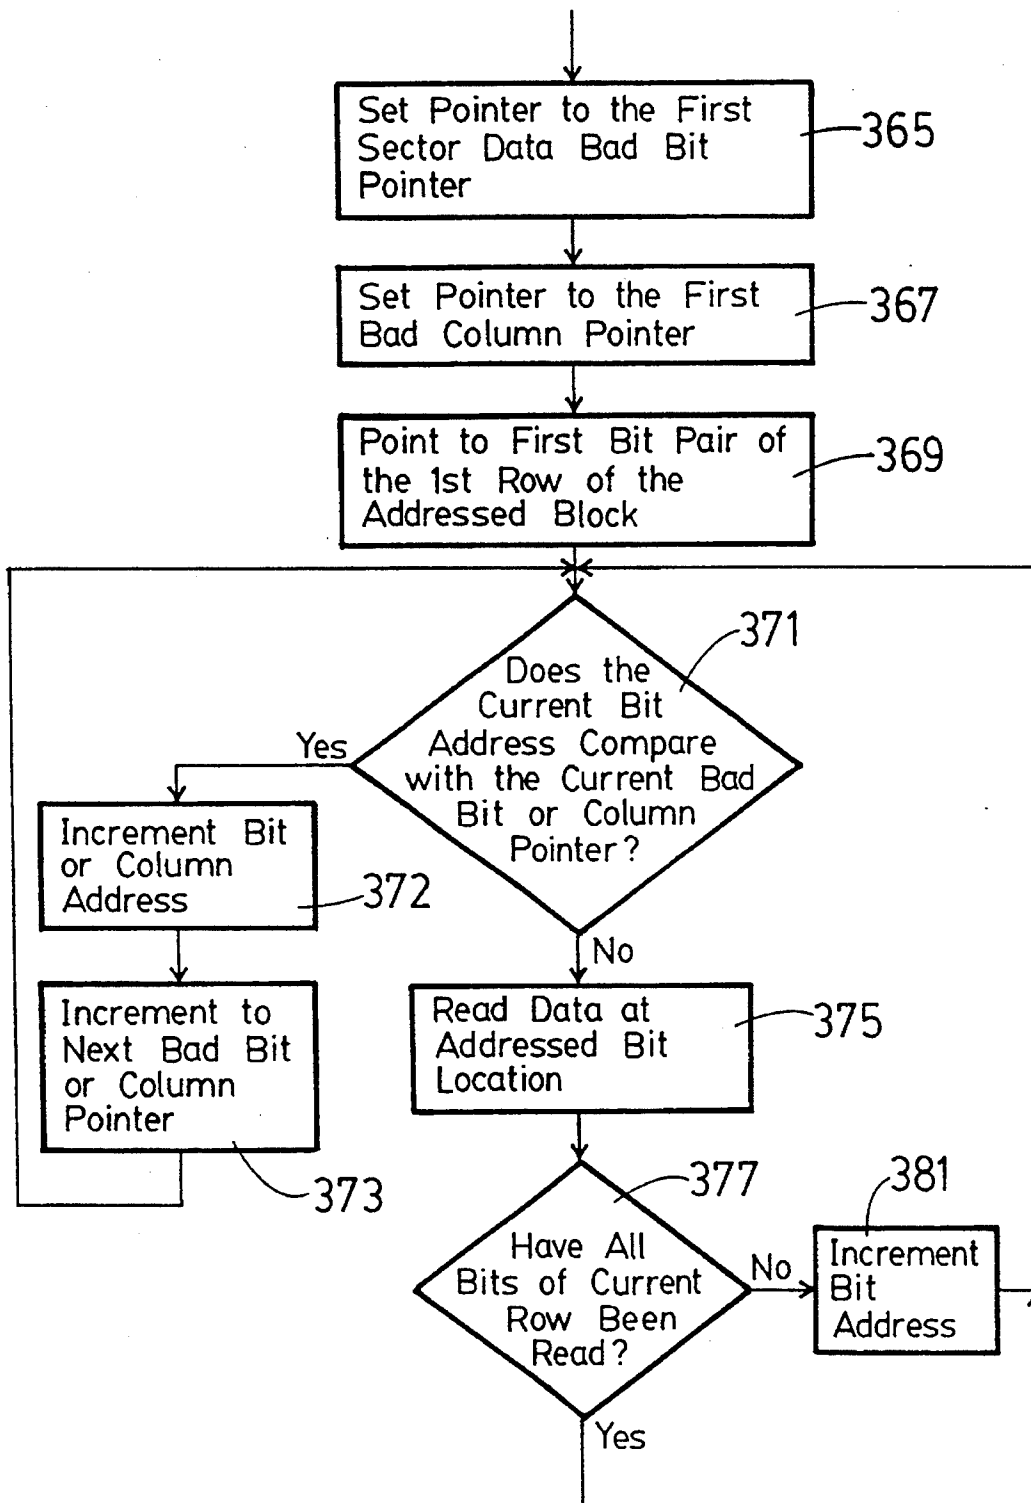 Set Pointer to the First
Sector Data Bad Bit
Pointer
365
Set Pointer to the First
Bad Column Pointer
367
Point to First Bit Pair of
the 1st Row of the
Addressed Block
369
371
Does the
Current Bit
Address Compare
with the Current Bad
Bit or Column
Pointer?
Yes
Increment Bit
or Column
Address
372
No
Increment to
Next Bad Bit
or Column
Pointer
373
Read Data at
Addressed Bit
Location
375
377
Have All
Bits of Current
Row Been
Read?
No
381
Increment
Bit
Address
Yes